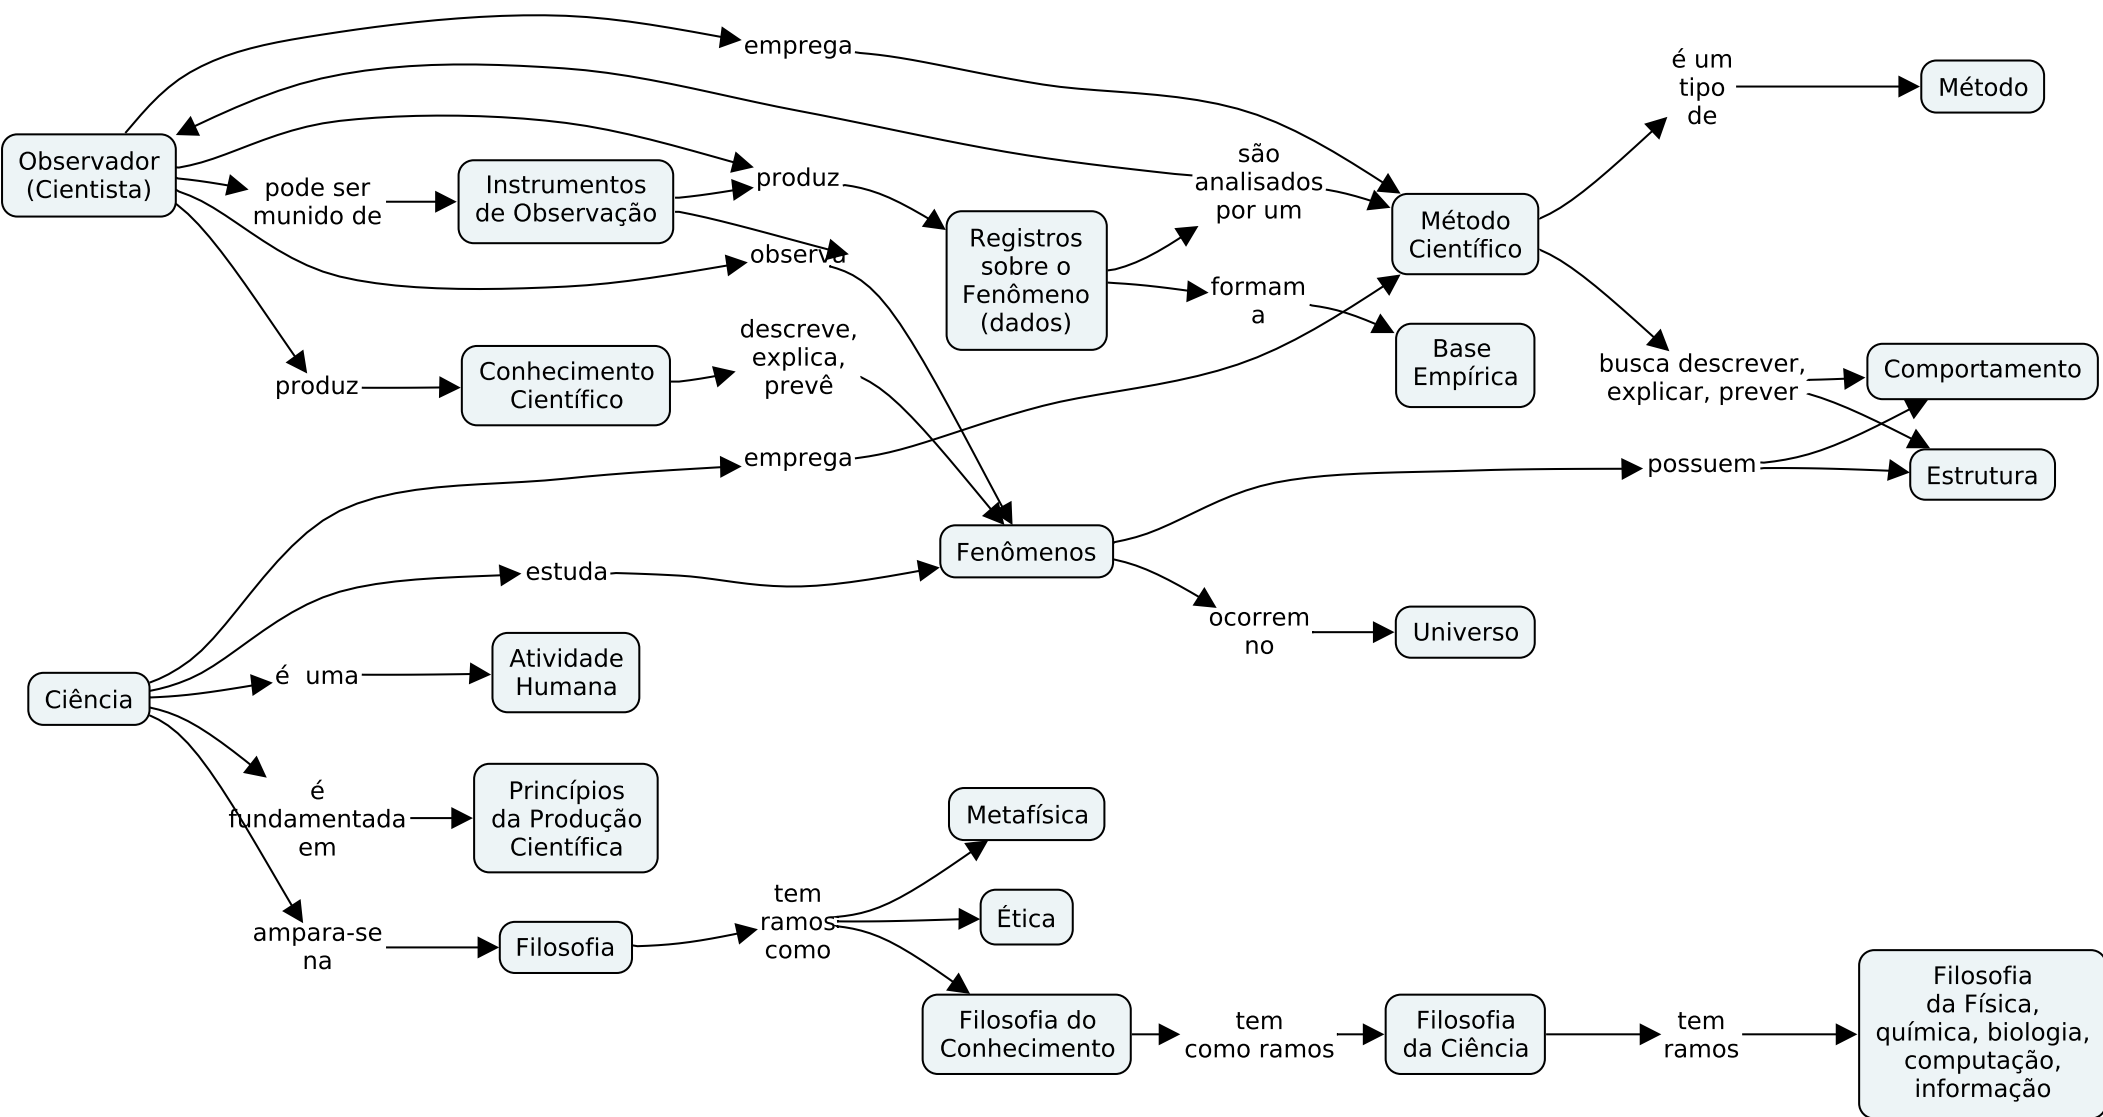 emprega
é um
tipo
de
Método
Observador
(Cientista)
pode ser
munido de
Instrumentos
de Observação
produz
são
analisados
por um
Método
Científico
observa
Registros
sobre o
Fenômeno
(dados)
formam
a
Base
Empírica
produz
Conhecimento
Científico
descreve,
explica,
prevê
busca descrever,
explicar, prever
Comportamento
emprega
possuem
Estrutura
Fenômenos
estuda
ocorrem
no
Universo
Ciência
é uma
Atividade
Humana
é
fundamentada
em
Princípios
da Produção
Científica
ampara-se
na
Filosofia
tem
ramos
como
Metafísica
Ética
Filosofia do
Conhecimento
tem
como ramos
Filosofia
da Ciência
tem
ramos
Filosofia
da Física,
química, biologia,
computação,
informação